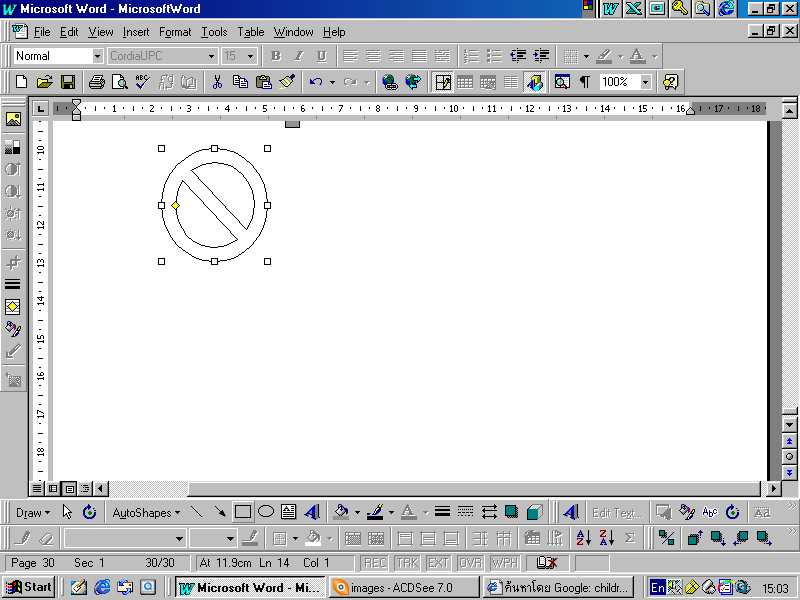 Microsoft Word - MicrosoftWord
File Edit View Insert Format Tools Table Window Help
Normal CordiaUPC 15 B I U A
ABC ¶ 100%
L 1 2 3 4 5 6 7 8 9 10 11 12 13 14 15 16 17 18
10
11
12
13
14
15
16
17
18
Draw AutoShapes A A A Edit Text... Abc Aä
A Z Z A Σ
Page 30 Sec 1 30/30 At 11.9cm Ln 14 Col 1 REC TRK EXT OVR WPH
Start Microsoft Word - Mi... images - ACDSee 7.0 ค้นหาโดย Google: childr... En 15:03